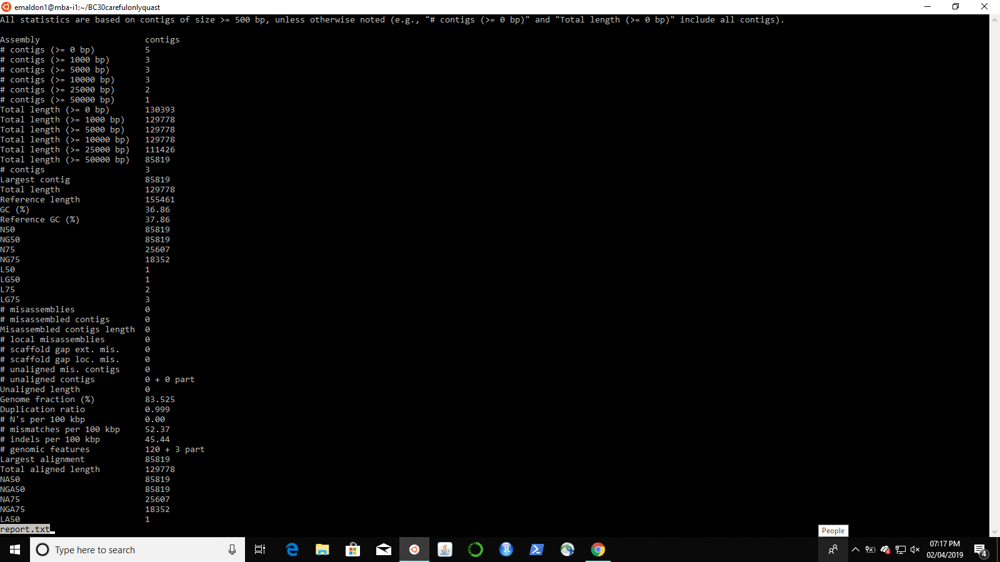 emaldon1@mba-i1:~/BC30carefulonlyquast
All statistics are based on contigs of size >= 500 bp, unless otherwise noted (e.g., "# contigs (>= 0 bp)" and "Total length (>= 0 bp)" include all contigs).
Assembly contigs
# contigs (>= 0 bp) 5
# contigs (>= 1000 bp) 3
# contigs (>= 5000 bp) 3
# contigs (>= 10000 bp) 3
# contigs (>= 25000 bp) 2
# contigs (>= 50000 bp) 1
Total length (>= 0 bp) 130393
Total length (>= 1000 bp) 129778
Total length (>= 5000 bp) 129778
Total length (>= 10000 bp) 129778
Total length (>= 25000 bp) 111426
Total length (>= 50000 bp) 85819
# contigs 3
Largest contig 85819
Total length 129778
Reference length 155461
GC (%) 36.86
Reference GC (%) 37.86
N50 85819
NG50 85819
N75 25607
NG75 18352
L50 1
LG50 1
L75 2
LG75 3
# misassemblies 0
# misassembled contigs 0
Misassembled contigs length 0
# local misassemblies 0
# scaffold gap ext. mis. 0
# scaffold gap loc. mis. 0
# unaligned mis. contigs 0
# unaligned contigs 0 + 0 part
Unaligned length 0
Genome fraction (%) 83.525
Duplication ratio 0.999
# N's per 100 kbp 0.00
# mismatches per 100 kbp 52.37
# indels per 100 kbp 45.44
# genomic features 120 + 3 part
Largest alignment 85819
Total aligned length 129778
NA50 85819
NGA50 85819
NA75 25607
NGA75 18352
LA50 1
report.txt
People
Type here to search
07:17 PM
02/04/2019
4